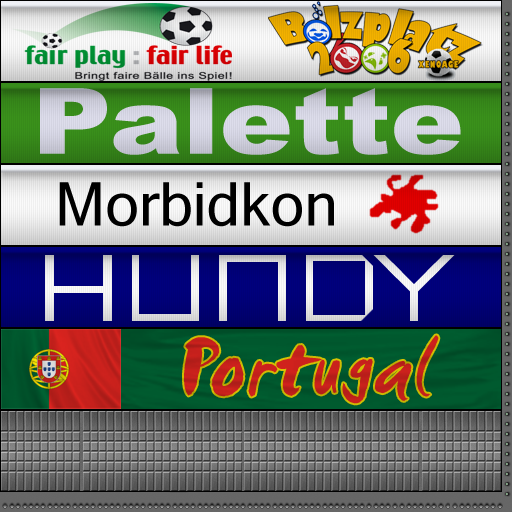 fair play : fair life
Bringt faire Bälle ins Spiel!
Bolzplatz
2006
XENOAGE
Palette
Morbidkon
HUNDY
Portugal